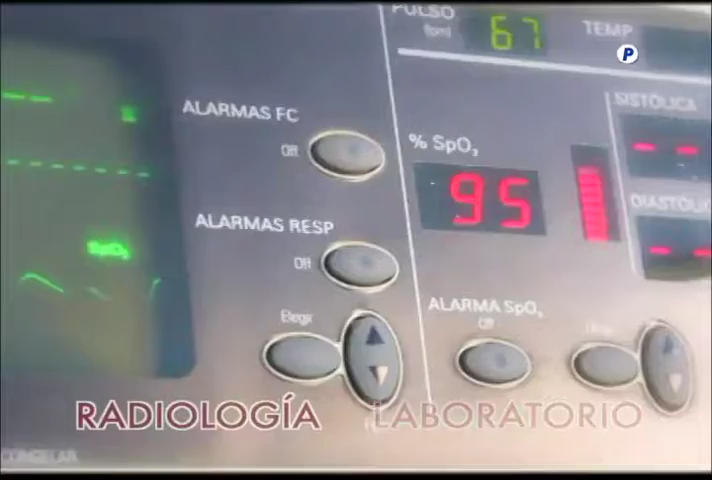 PULSO
(lpm)
67
TEMP
P
ALARMAS FC
Off
SISTÓLICA
% SpO₂
95
-- --
DIASTÓLICA
SpO₂
ALARMAS RESP
Off
Elegir
ALARMA SpO₂
Off
RADIOLOGÍA LABORATORIO
CONGELAR